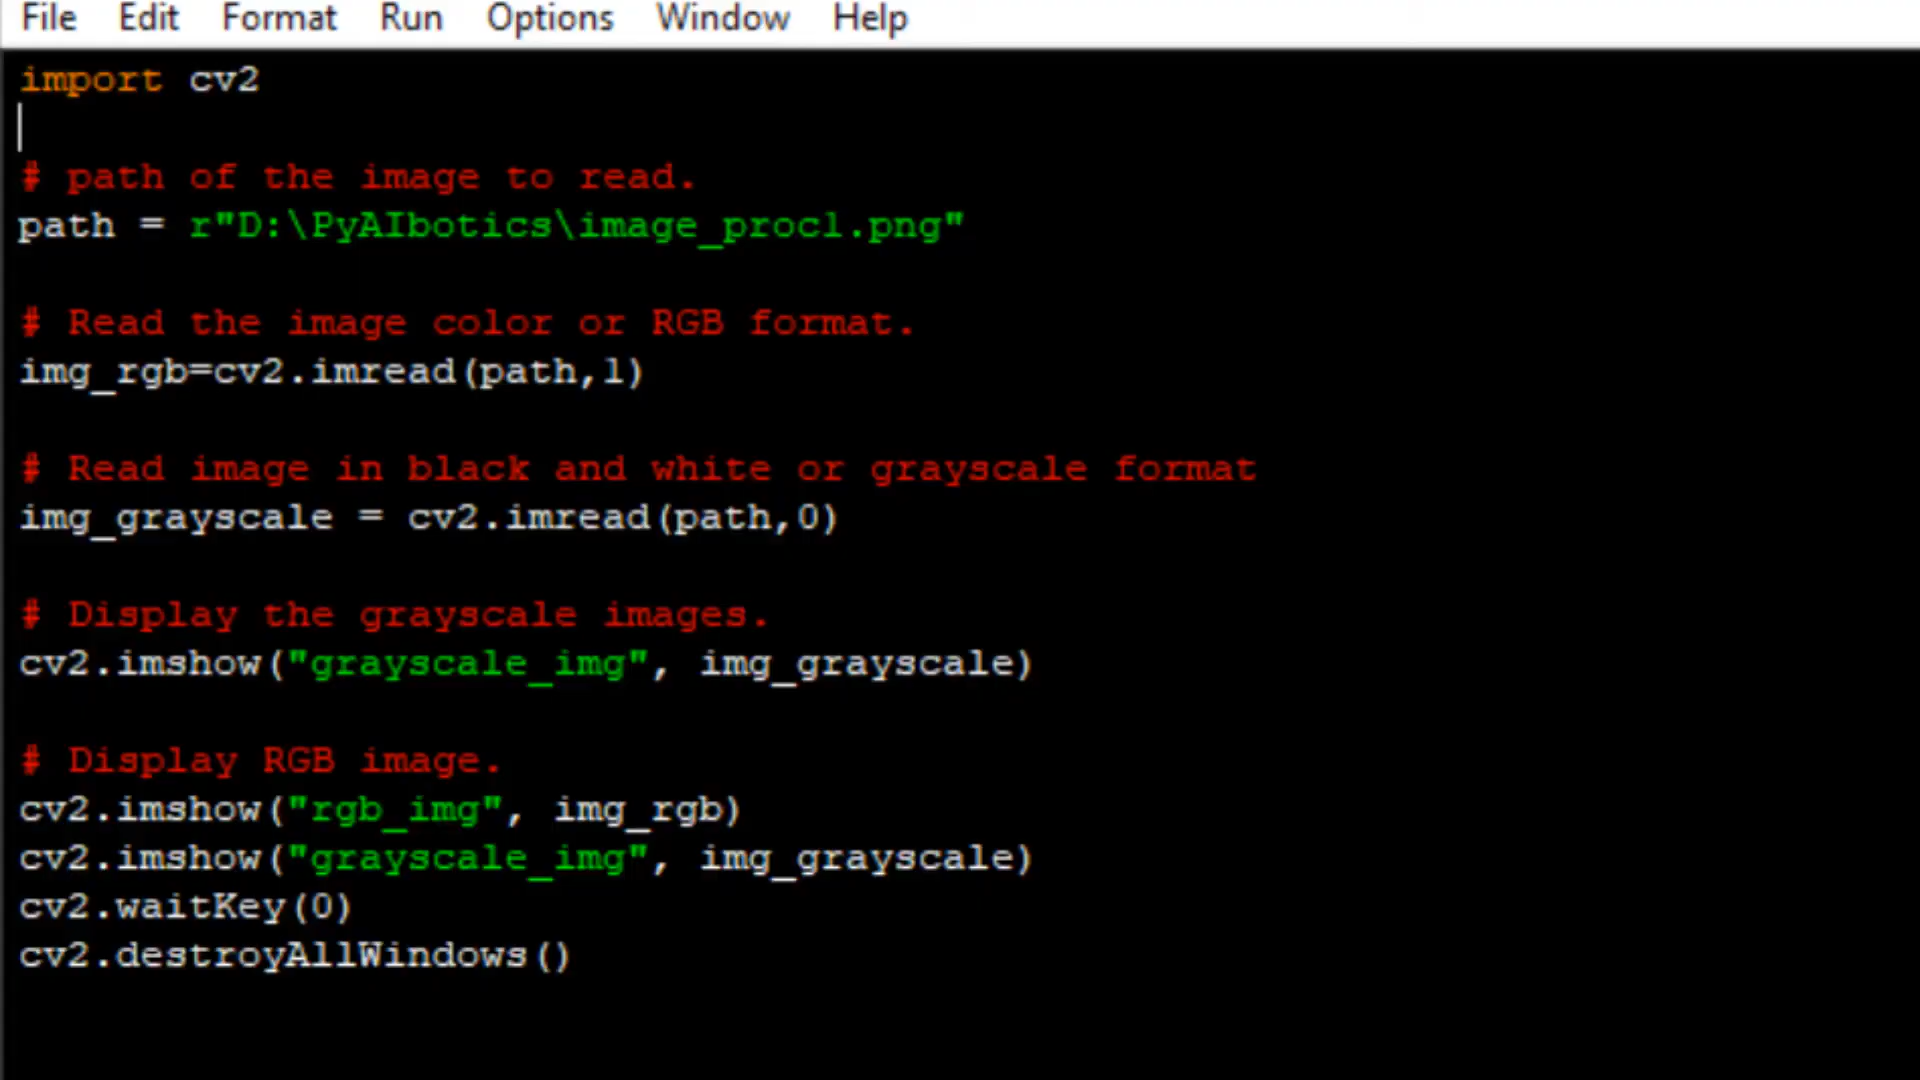 File Edit Format Run Options Window Help
import cv2
# path of the image to read.
path = r"D:\PyAIbotics\image_proc1.png"
# Read the image color or RGB format.
img_rgb=cv2.imread(path,1)
# Read image in black and white or grayscale format
img_grayscale = cv2.imread(path,0)
# Display the grayscale images.
cv2.imshow("grayscale_img", img_grayscale)
# Display RGB image.
cv2.imshow("rgb_img", img_rgb)
cv2.imshow("grayscale_img", img_grayscale)
cv2.waitKey(0)
cv2.destroyAllWindows()